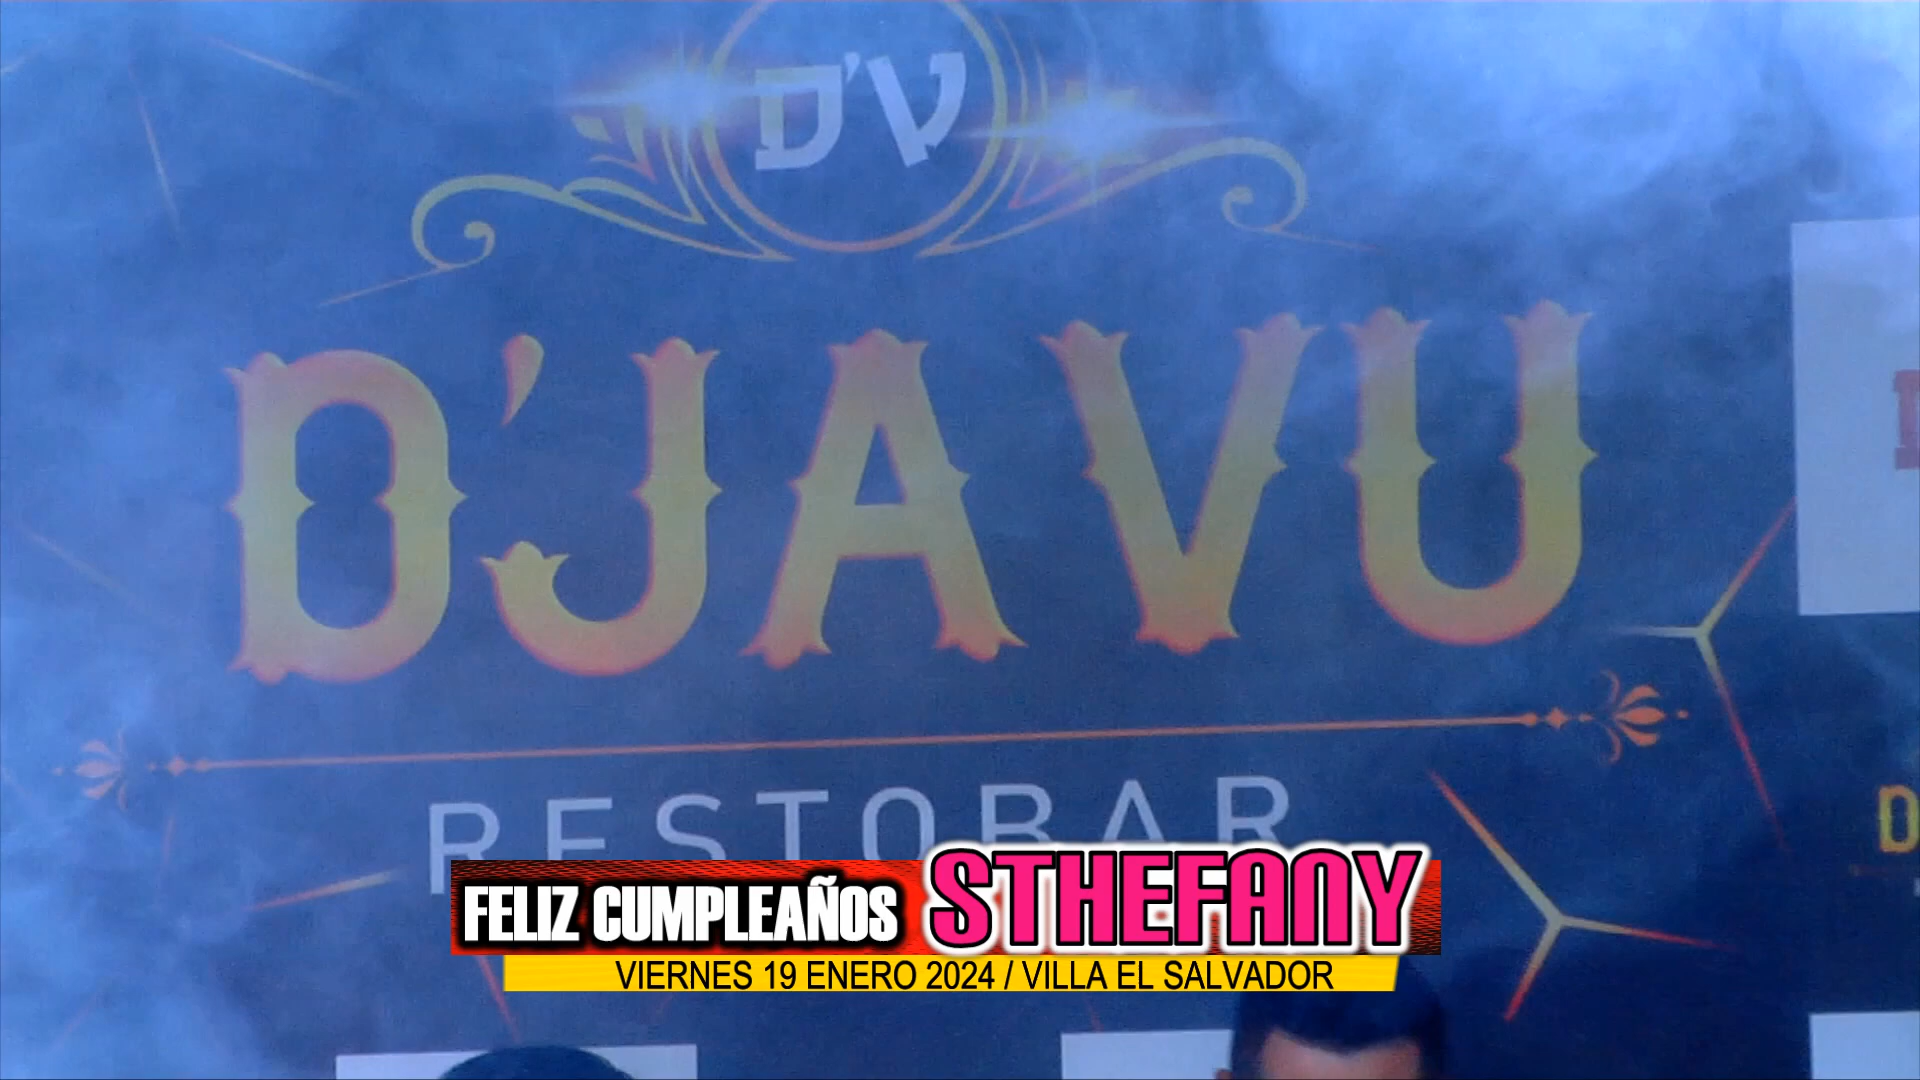 D'V
D'JAVU
RESTOBAR
FELIZ CUMPLEAÑOS STHEFANY
VIERNES 19 ENERO 2024 / VILLA EL SALVADOR
D